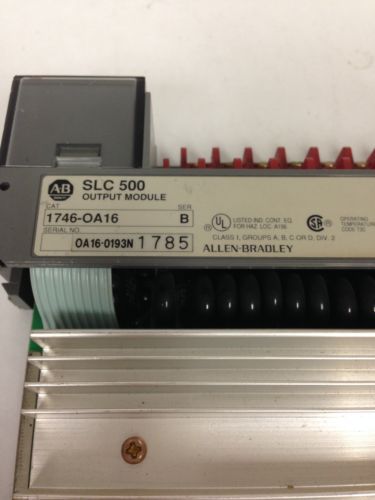 AB SLC 500
OUTPUT MODULE
CAT. SER.
1746-OA16 B
SERIAL NO.
OA16-0193N 1785
UL LISTED IND. CONT. EQ.
FOR HAZ. LOC. A196
CLASS I, GROUPS A, B, C OR D, DIV. 2
ALLEN-BRADLEY
OPERATING
TEMPERATURE
CODE T3C